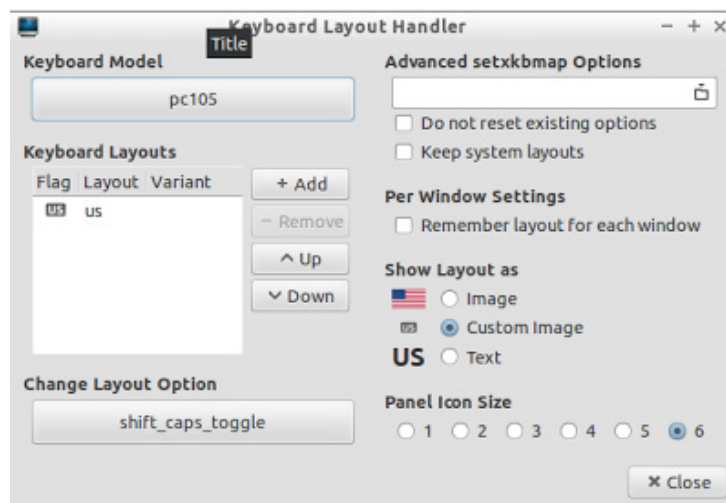 Keyboard Layout Handler
Title
Keyboard Model
pc105
Keyboard Layouts
Flag Layout Variant
US us
+ Add
− Remove
Up
Down
Change Layout Option
shift_caps_toggle
Advanced setxkbmap Options
Do not reset existing options
Keep system layouts
Per Window Settings
Remember layout for each window
Show Layout as
Image
US Custom Image
US Text
Panel Icon Size
1 2 3 4 5 6
Close